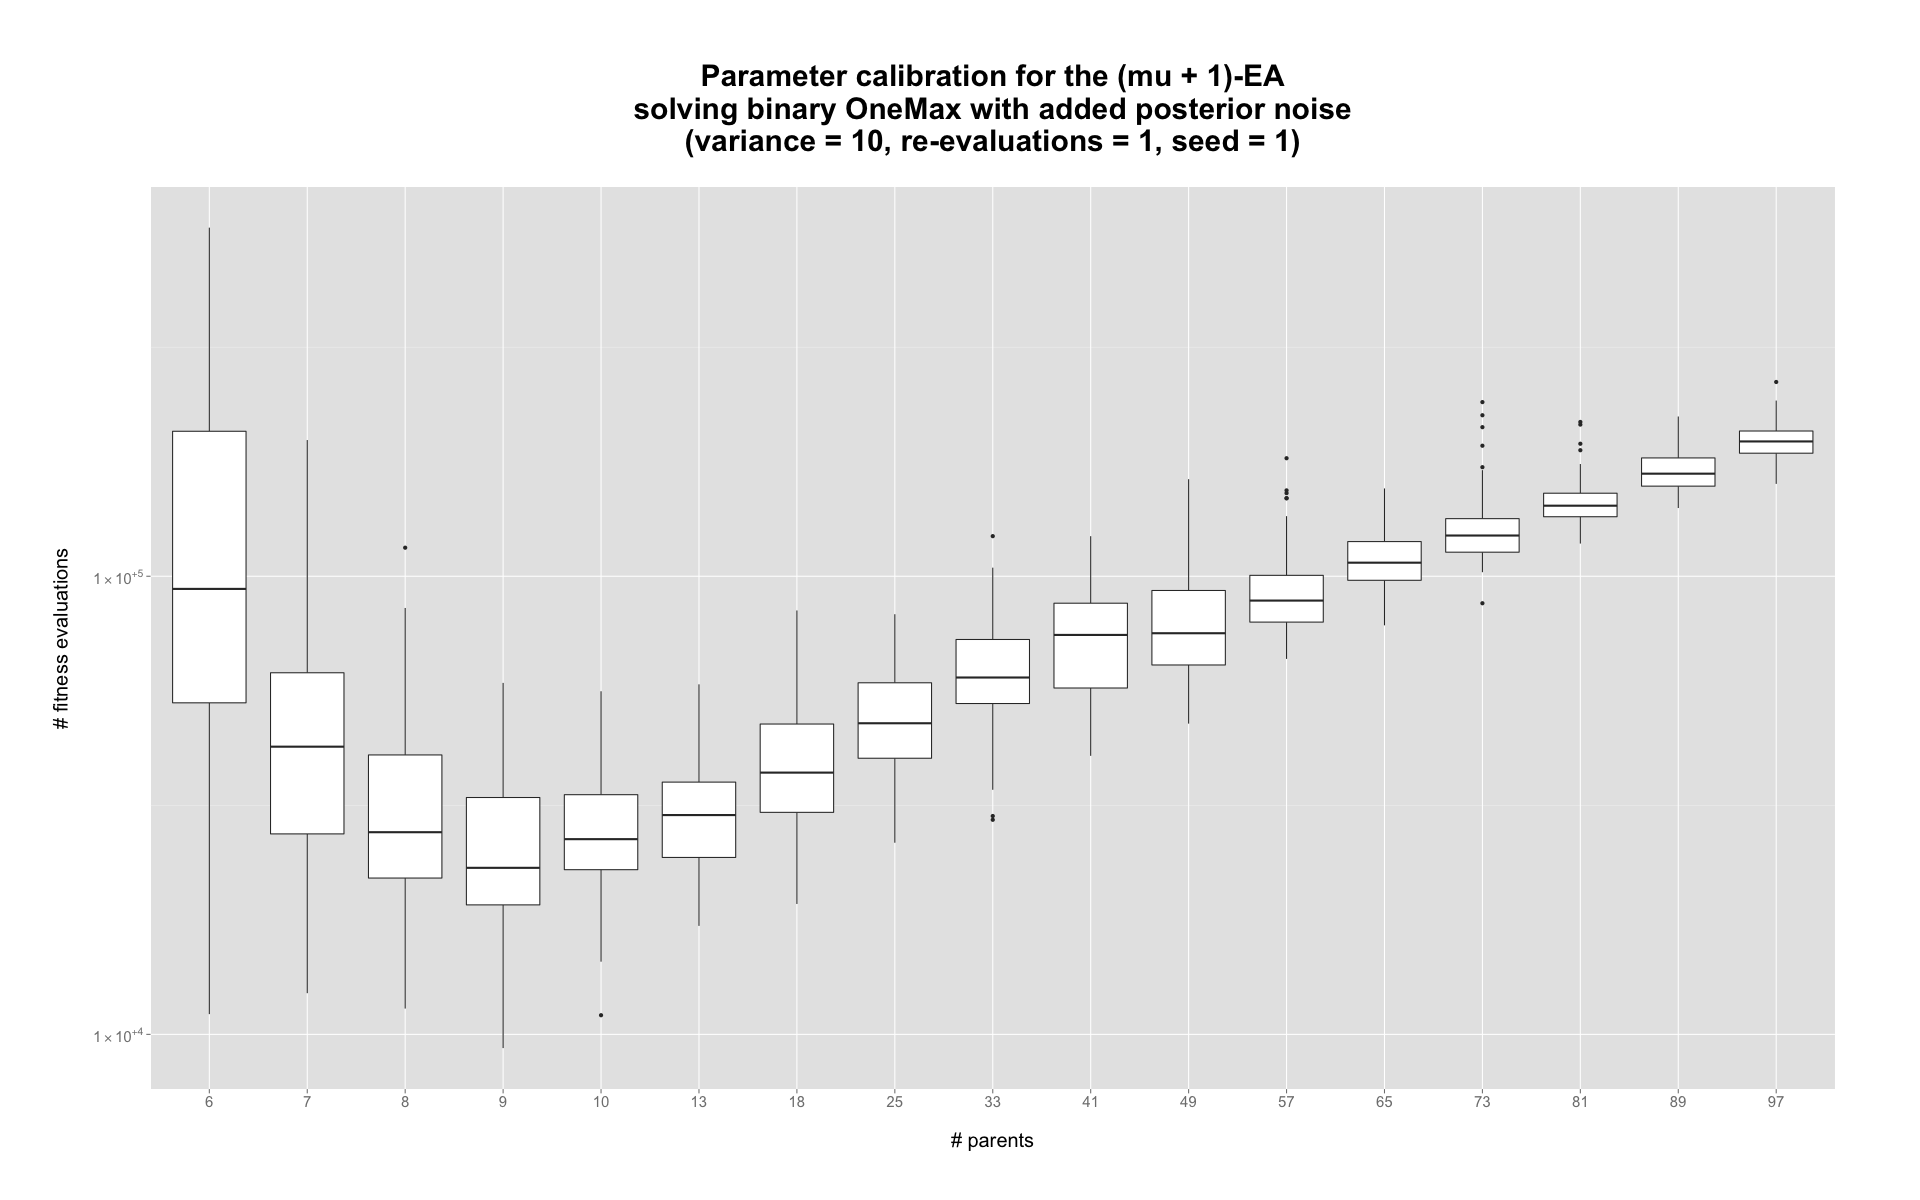 Parameter calibration for the (mu + 1)-EA
solving binary OneMax with added posterior noise
(variance = 10, re-evaluations = 1, seed = 1)
# fitness evaluations
1 × 10⁺⁵
1 × 10⁺⁴
6 7 8 9 10 13 18 25 33 41 49 57 65 73 81 89 97
# parents